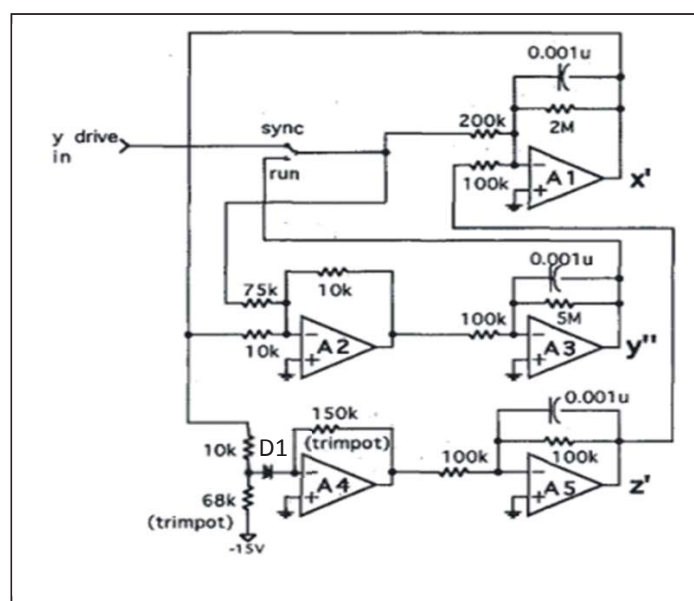 0.001u
200k
2M
y drive
in
sync
run
100k
- A1
+
x'
0.001u
75k
10k
100k
5M
10k
- A2
+
- A3
+
y"
0.001u
150k
(trimpot)
10k
D1
100k
100k
- A4
+
- A5
+
z'
68k
(trimpot)
-15V